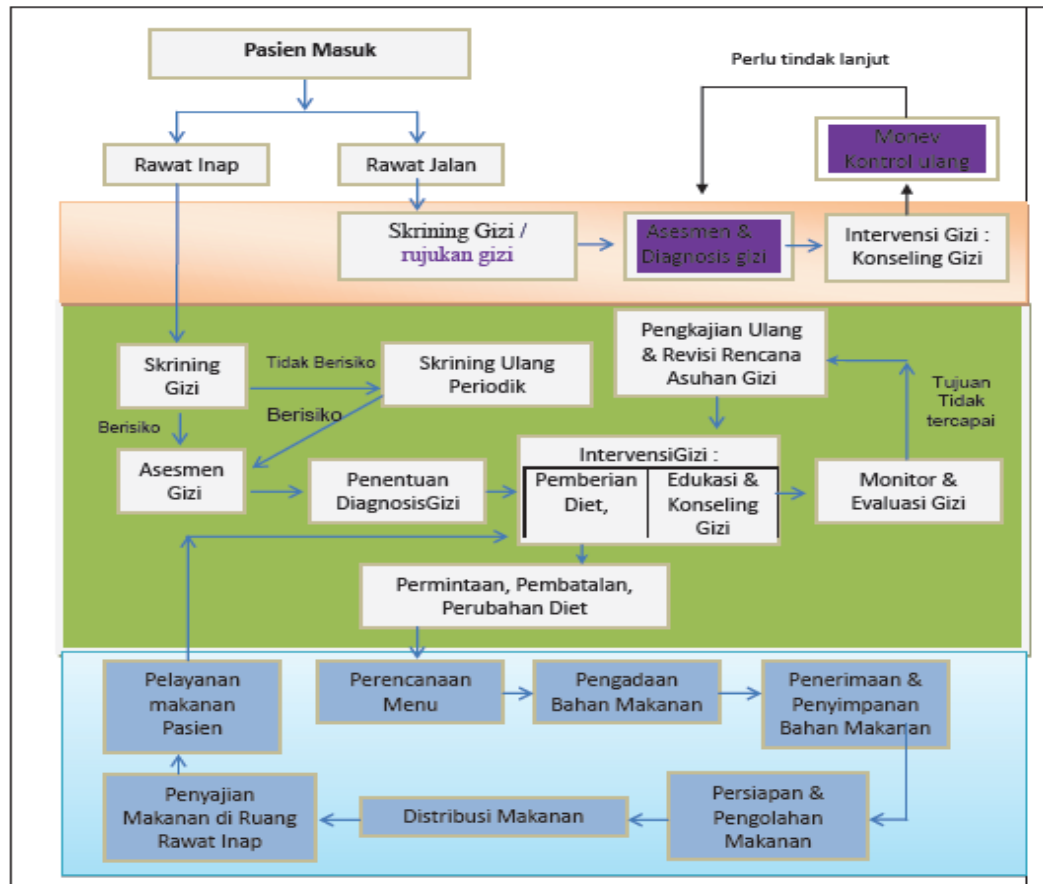 Pasien Masuk
Perlu tindak lanjut
Monev
Kontrol ulang
Rawat Inap
Rawat Jalan
Skrining Gizi /
rujukan gizi
Asesmen &
Diagnosis gizi
Intervensi Gizi :
Konseling Gizi
Skrining
Gizi
Tidak Berisiko
Skrining Ulang
Periodik
Pengkajian Ulang
& Revisi Rencana
Asuhan Gizi
Tujuan
Tidak
tercapai
Berisiko
Berisiko
Asesmen
Gizi
Penentuan
DiagnosisGizi
IntervensiGizi :
Pemberian
Diet,
Edukasi &
Konseling
Gizi
Monitor &
Evaluasi Gizi
Permintaan, Pembatalan,
Perubahan Diet
Pelayanan
makanan
Pasien
Perencanaan
Menu
Pengadaan
Bahan Makanan
Penerimaan &
Penyimpanan
Bahan Makanan
Penyajian
Makanan di Ruang
Rawat Inap
Distribusi Makanan
Persiapan &
Pengolahan
Makanan